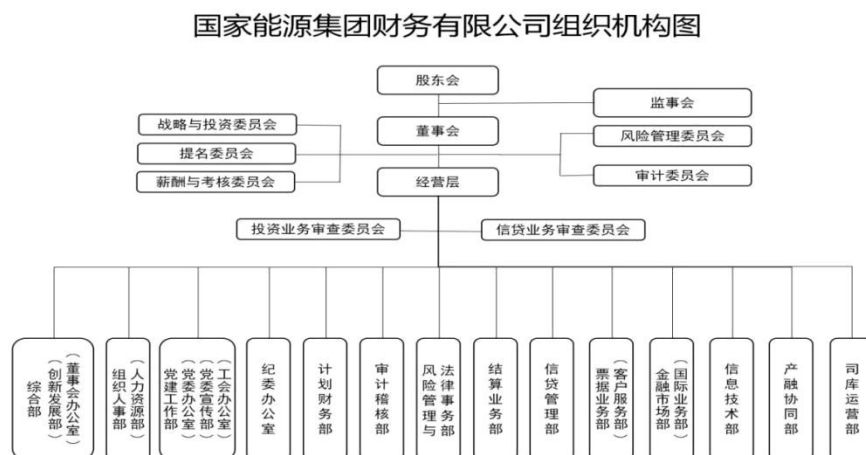 国家能源集团财务有限公司组织机构图
股东会
监事会
战略与投资委员会
董事会
风险管理委员会
提名委员会
薪酬与考核委员会
经营层
审计委员会
投资业务审查委员会
信贷业务审查委员会
综合部
（创新发展部）
（董事会办公室）
组织人事部
（人力资源部）
党建工作部
（党委办公室）
（党委宣传部）
（工会办公室）
纪委办公室
计划财务部
审计稽核部
风险管理与
法律事务部
结算业务部
信贷管理部
票据业务部
（客户服务部）
金融市场部
（国际业务部）
信息技术部
产融协同部
司库运营部